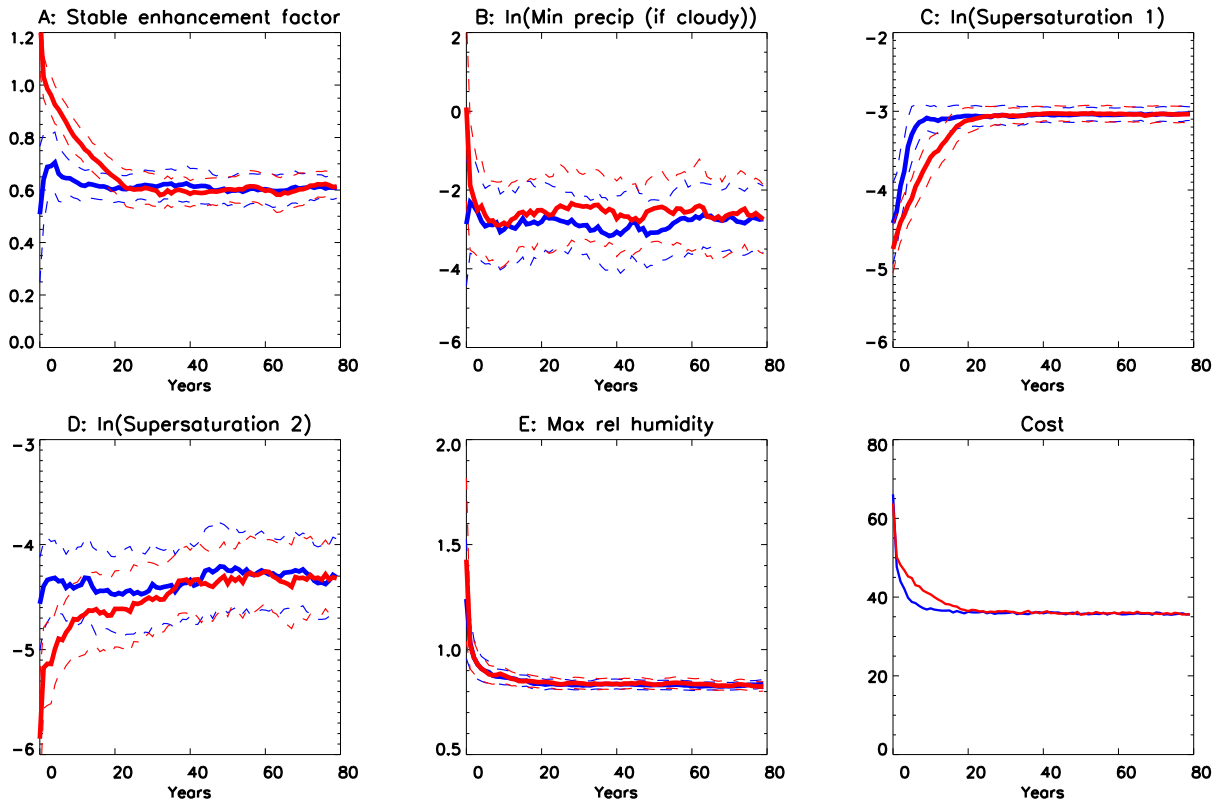 A: Stable enhancement factor
1.2
1.0
0.8
0.6
0.4
0.2
0.0
0 20 40 60 80
Years
B: ln(Min precip (if cloudy))
2
0
−2
−4
−6
0 20 40 60 80
Years
C: ln(Supersaturation 1)
−2
−3
−4
−5
−6
0 20 40 60 80
Years
D: ln(Supersaturation 2)
−3
−4
−5
−6
0 20 40 60 80
Years
E: Max rel humidity
2.0
1.5
1.0
0.5
0 20 40 60 80
Years
Cost
80
60
40
20
0
0 20 40 60 80
Years